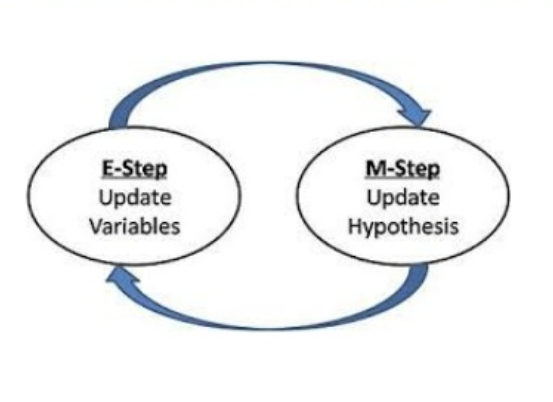 E-Step
Update
Variables
M-Step
Update
Hypothesis